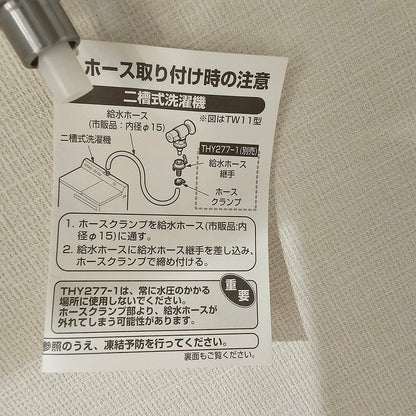 ホース取り付け時の注意
二槽式洗濯機
給水ホース
(市販品：内径φ15)
※図はTW11型
二槽式洗濯機
THY277-1(別売)
給水ホース
継手
ホース
クランプ
1. ホースクランプを給水ホース(市販品:内
径φ15)に通す。
2. 給水ホースに給水ホース継手を差し込み、
ホースクランプで締め付ける。
THY277-1は、常に水圧のかかる
場所に使用しないでください。
ホースクランプ部より、給水ホースが
外れてしまう可能性があります。
重要
参照のうえ、凍結予防を行ってください。
裏面もご覧ください。